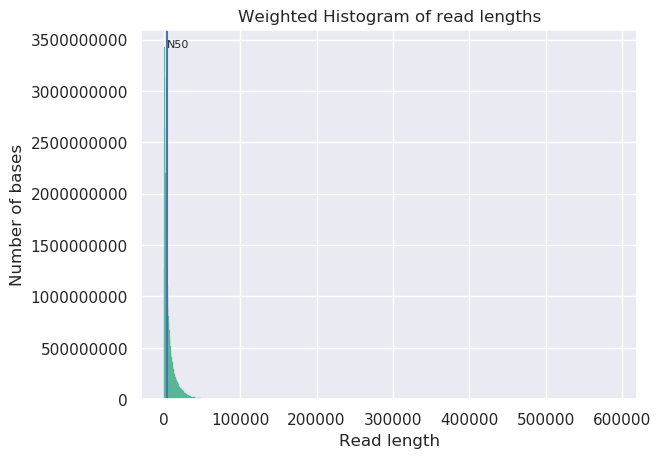 Weighted Histogram of read lengths
3500000000
N50
3000000000
2500000000
2000000000
1500000000
1000000000
500000000
0
Number of bases
0 100000 200000 300000 400000 500000 600000
Read length